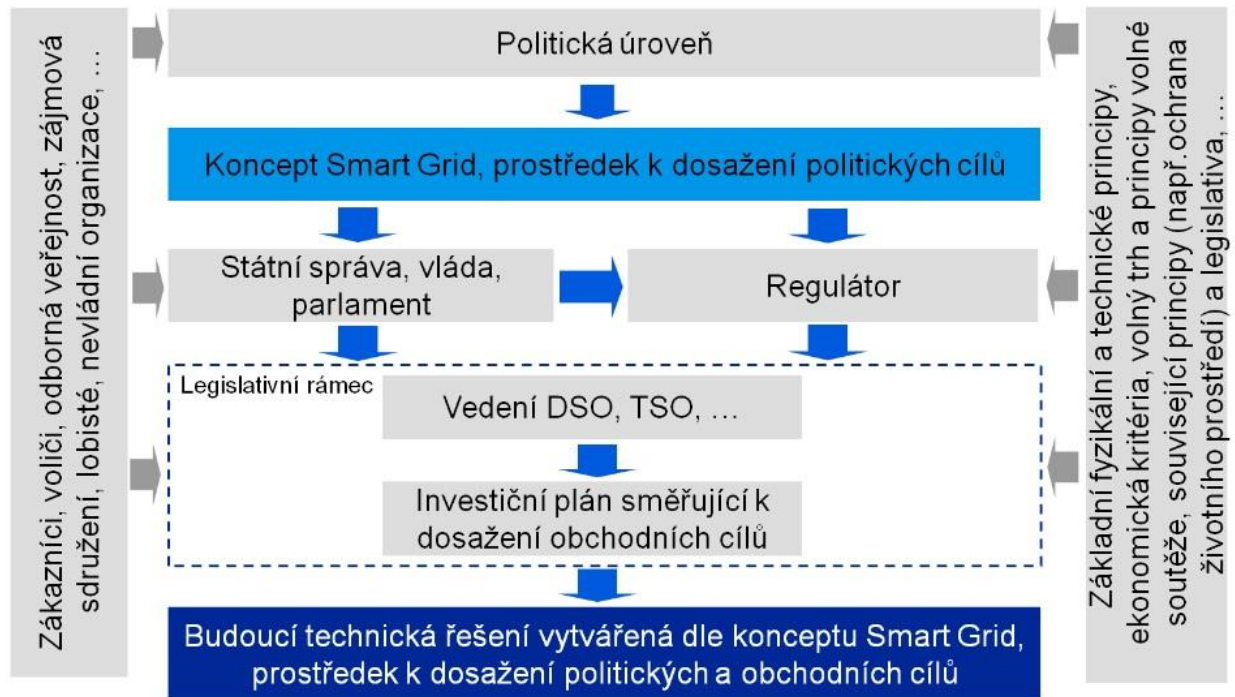 Zákazníci, voliči, odborná veřejnost, zájmová
sdružení, lobisté, nevládní organizace, …
Politická úroveň
Koncept Smart Grid, prostředek k dosažení politických cílů
Státní správa, vláda,
parlament
Regulátor
Legislativní rámec
Vedení DSO, TSO, …
Investiční plán směřující k
dosažení obchodních cílů
Budoucí technická řešení vytvářená dle konceptu Smart Grid,
prostředek k dosažení politických a obchodních cílů
Základní fyzikální a technické principy,
ekonomická kritéria, volný trh a principy volné
soutěže, související principy (např.ochrana
životního prostředí) a legislativa, …